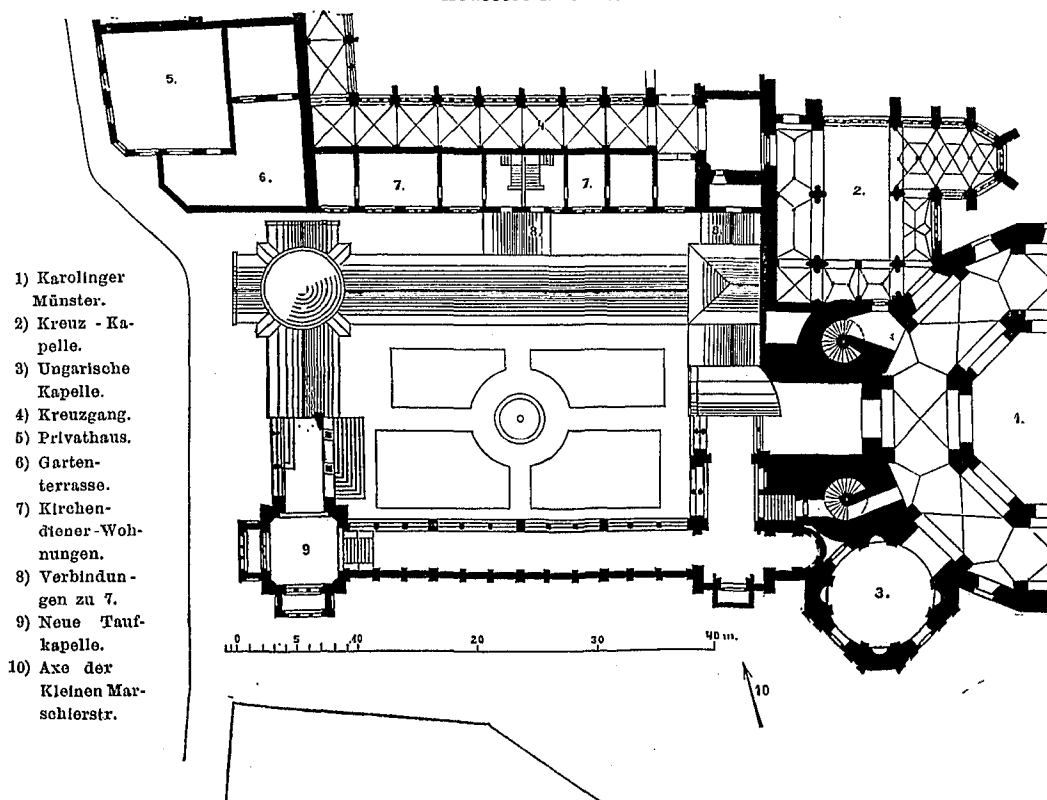 5.
4
6.
7.
7.
2.
8.
8.
1) Karolinger
Münster.
2) Kreuz-Ka-
pelle.
3) Ungarische
Kapelle.
4) Kreuzgang.
5) Privathaus.
6) Garten-
terrasse.
7) Kirchen-
diener-Woh-
nungen.
8) Verbindun-
gen zu 7.
9) Neue Tauf-
kapelle.
10) Axe der
Kleinen Mar-
schierstr.
1.
9
3.
0 5 10 20 30 40 m.
10